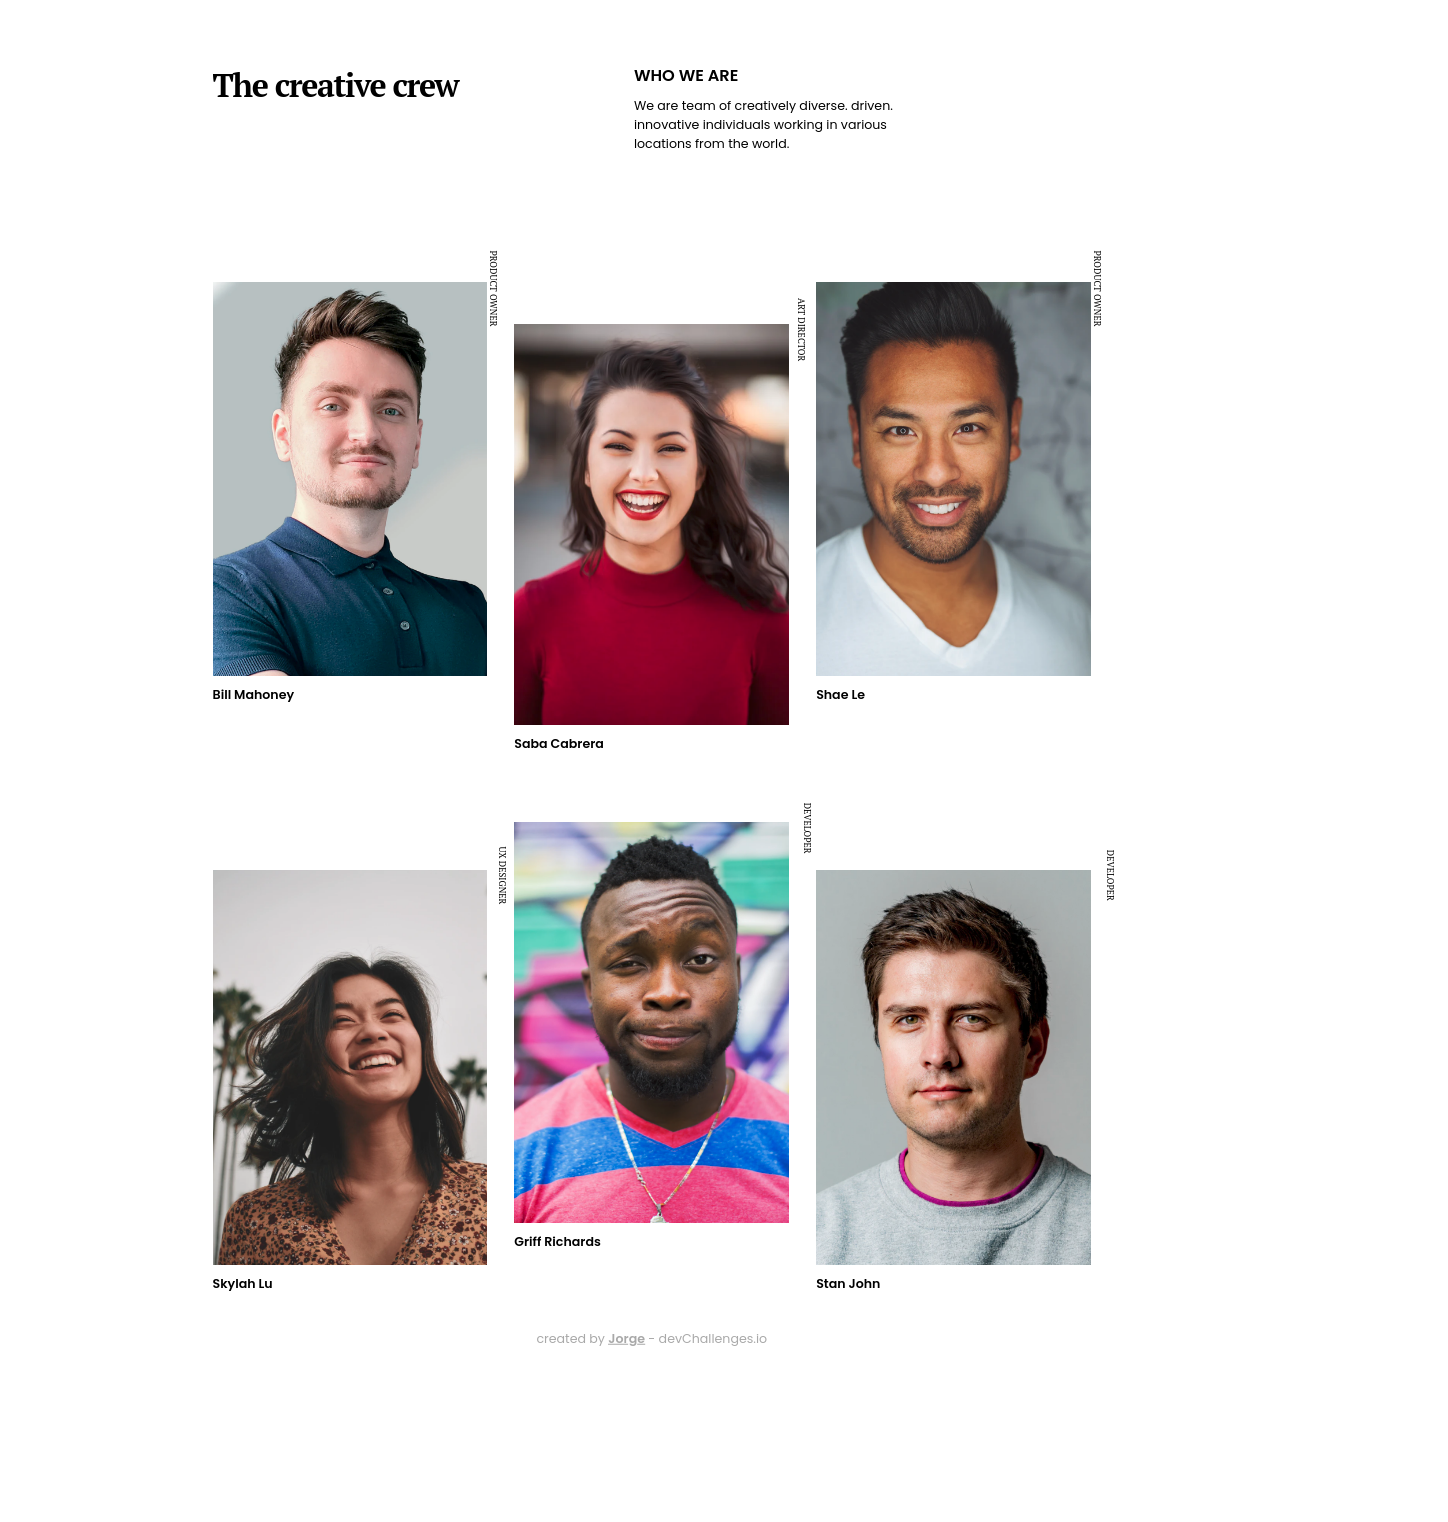 The creative crew
WHO WE ARE
We are team of creatively diverse. driven.
innovative individuals working in various
locations from the world.
PRODUCT OWNER
Bill Mahoney
ART DIRECTOR
Saba Cabrera
PRODUCT OWNER
Shae Le
UX DESIGNER
Skylah Lu
DEVELOPER
Griff Richards
DEVELOPER
Stan John
created by Jorge - devChallenges.io